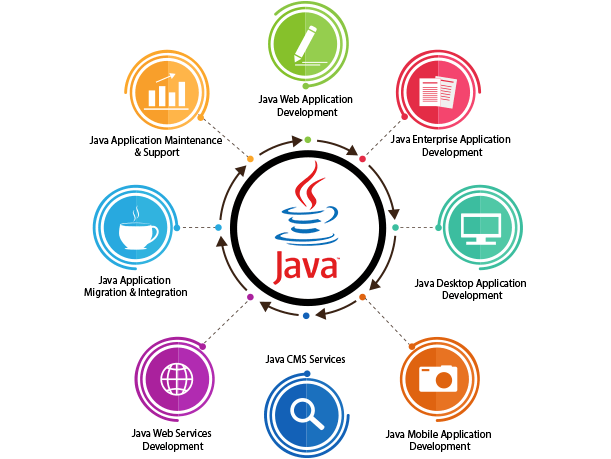 Java Web Application
Development
Java Application Maintenance
& Support
Java Enterprise Application
Development
Java™
Java Application
Migration & Integration
Java Desktop Application
Development
Java CMS Services
Java Web Services
Development
Java Mobile Application
Development